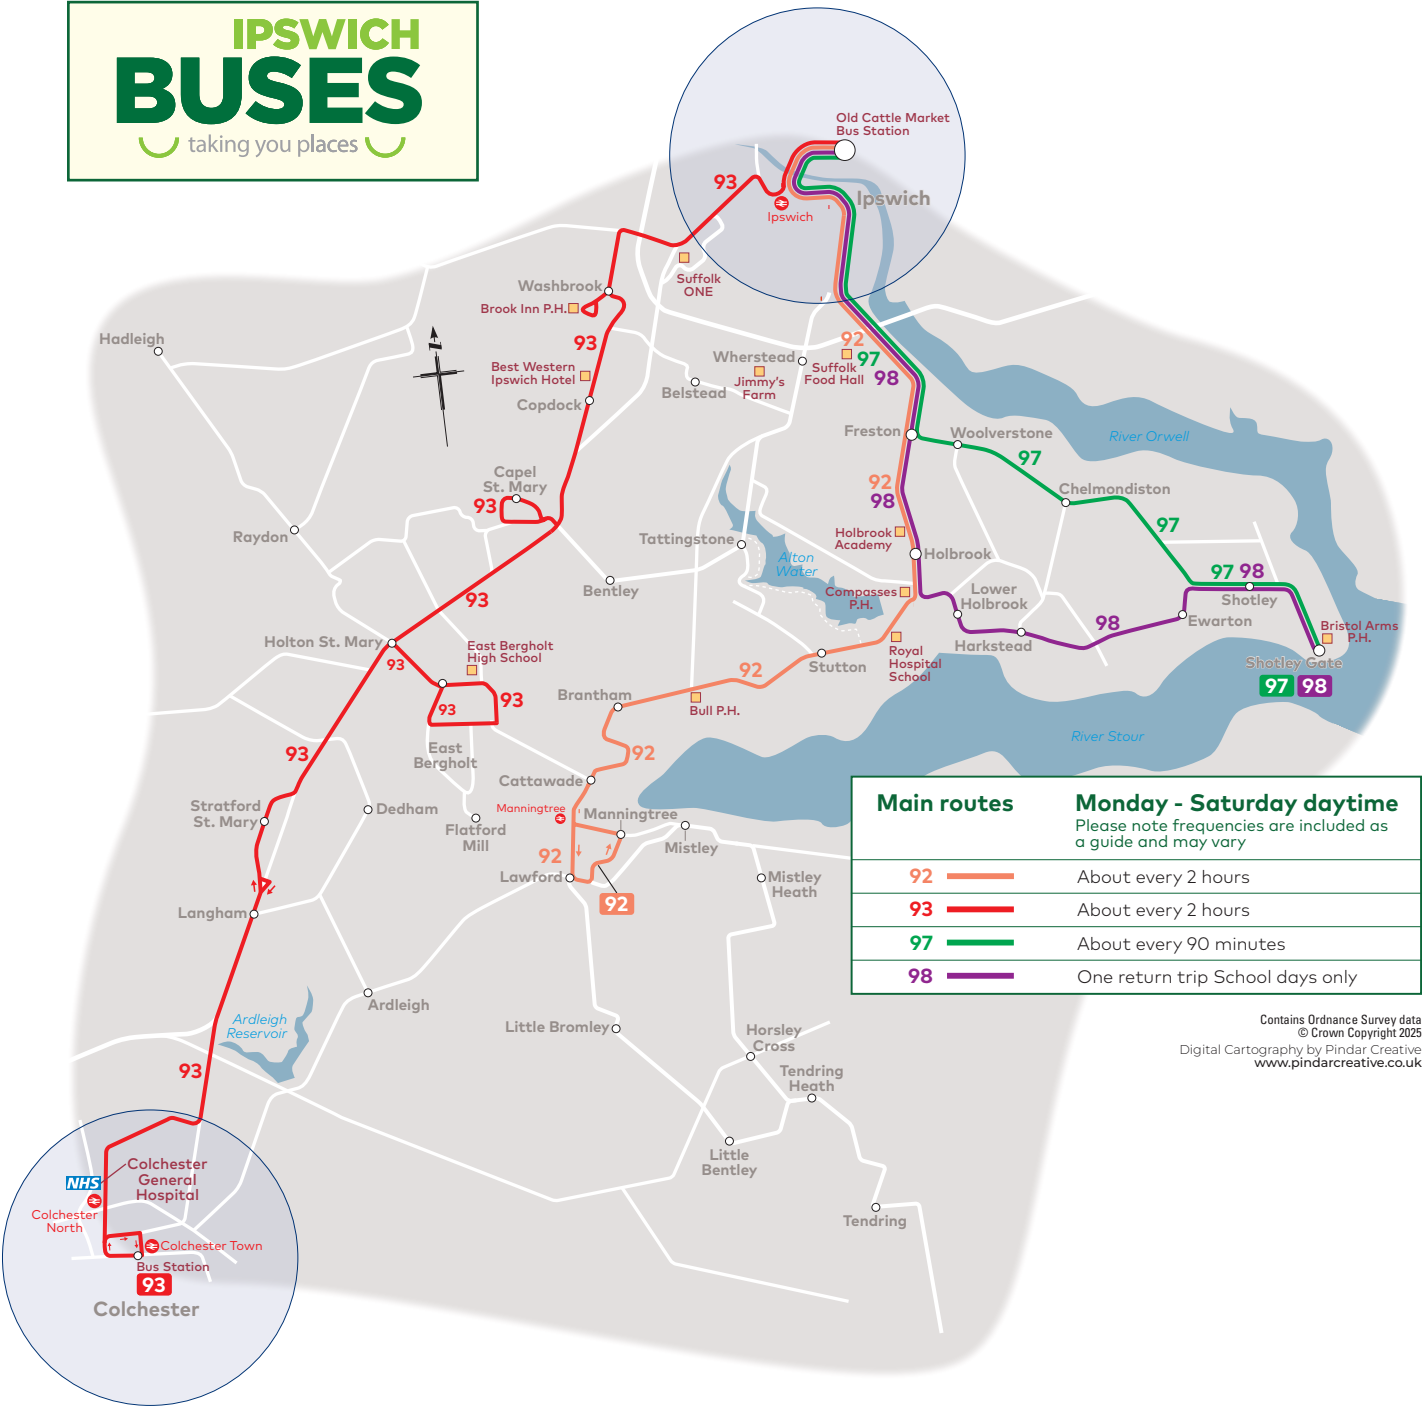 IPSWICH
BUSES
taking you places
Old Cattle Market
Bus Station
93
Ipswich
Ipswich
Suffolk
ONE
Washbrook
Brook Inn P.H.
93
Hadleigh
N
92
97
98
Wherstead
Suffolk
Food Hall
Jimmy's
Farm
Best Western
Ipswich Hotel
Copdock
Belstead
Freston
Woolverstone
River Orwell
97
Capel
St. Mary
93
92
98
Chelmondiston
97
Raydon
Tattingstone
Holbrook
Academy
Holbrook
Alton
Water
Bentley
Compasses
P.H.
Lower
Holbrook
97 98
Shotley
93
Ewarton
98
Bristol Arms
P.H.
Holton St. Mary
93
East Bergholt
High School
Royal
Hospital
School
Harkstead
Shotley Gate
97 98
Stutton
92
93
93
Brantham
Bull P.H.
River Stour
East
Bergholt
93
92
Cattawade
Manningtree
Manningtree
Stratford
St. Mary
Dedham
Flatford
Mill
Mistley
92
Lawford
92
Mistley
Heath
Langham
Main routes
Monday - Saturday daytime
Please note frequencies are included as
a guide and may vary
92 About every 2 hours
93 About every 2 hours
97 About every 90 minutes
98 One return trip School days only
Ardleigh
Ardleigh
Reservoir
Little Bromley
Horsley
Cross
Contains Ordnance Survey data
© Crown Copyright 2025
Digital Cartography by Pindar Creative
www.pindarcreative.co.uk
93
Tendring
Heath
Little
Bentley
Colchester
General
Hospital
NHS
Colchester
North
Tendring
Colchester Town
Bus Station
93
Colchester